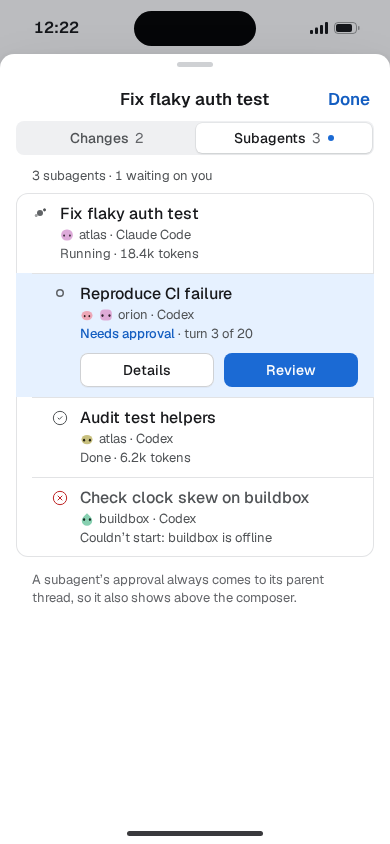 12:22
Fix flaky auth test
Done
Changes 2
Subagents 3
3 subagents · 1 waiting on you
Fix flaky auth test
atlas · Claude Code
Running · 18.4k tokens
Reproduce CI failure
orion · Codex
Needs approval · turn 3 of 20
Details
Review
Audit test helpers
atlas · Codex
Done · 6.2k tokens
Check clock skew on buildbox
buildbox · Codex
Couldn’t start: buildbox is offline
A subagent’s approval always comes to its parent
thread, so it also shows above the composer.